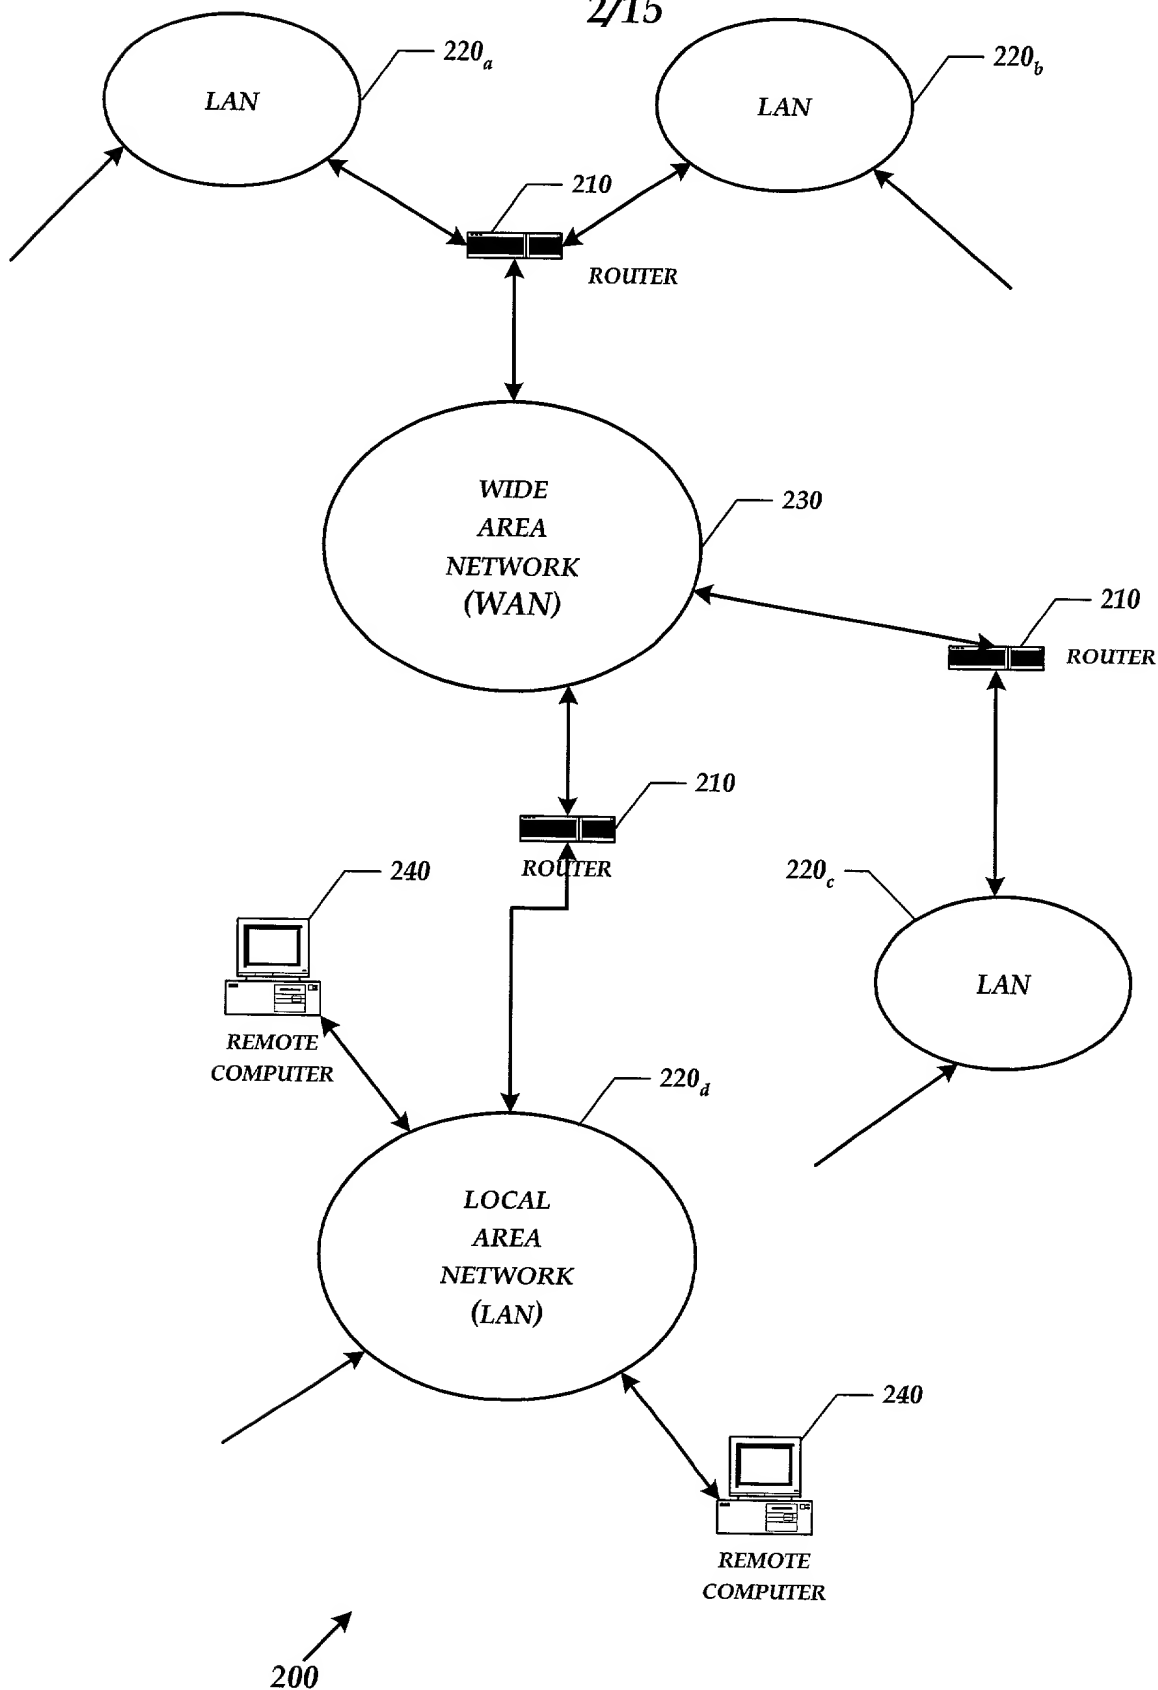 2/15
220a
220b
LAN
LAN
210
ROUTER
WIDE
AREA
NETWORK
(WAN)
230
210
ROUTER
210
ROUTER
240
220c
REMOTE
COMPUTER
LAN
220d
LOCAL
AREA
NETWORK
(LAN)
240
REMOTE
COMPUTER
200